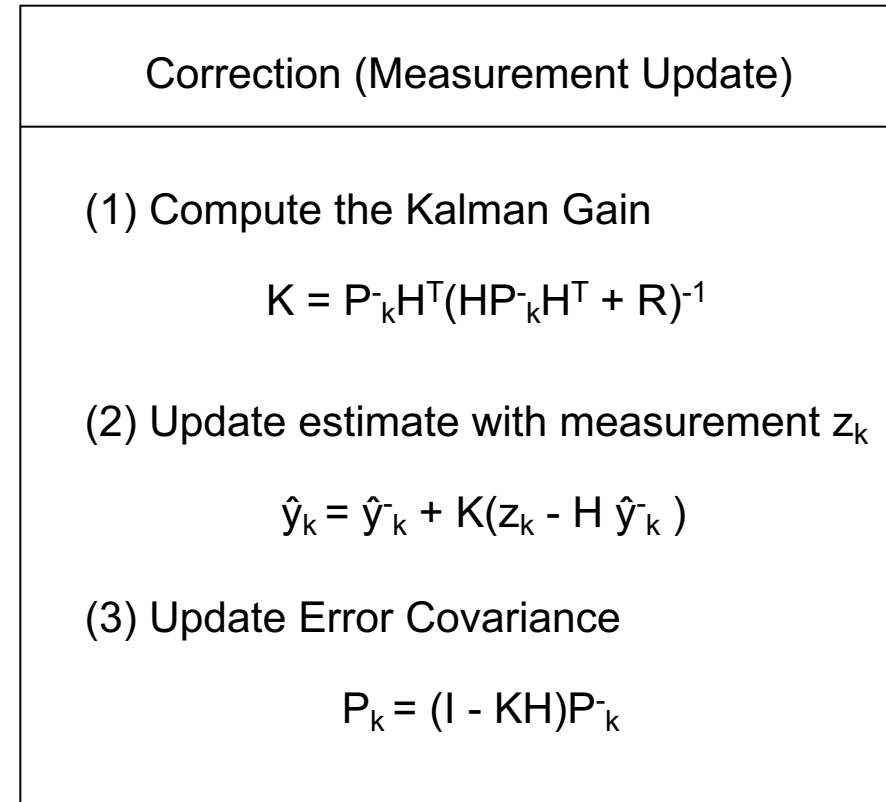 Correction (Measurement Update)
(1) Compute the Kalman Gain
K = P⁻ₖHᵀ(HP⁻ₖHᵀ + R)⁻¹
(2) Update estimate with measurement zₖ
ŷₖ = ŷ⁻ₖ + K(zₖ - H ŷ⁻ₖ )
(3) Update Error Covariance
Pₖ = (I - KH)P⁻ₖ